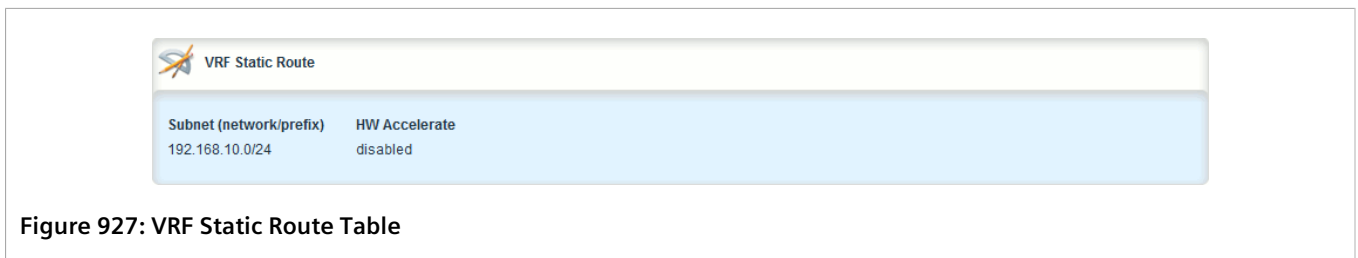 VRF Static Route
Subnet (network/prefix) HW Accelerate
192.168.10.0/24 disabled
Figure 927: VRF Static Route Table